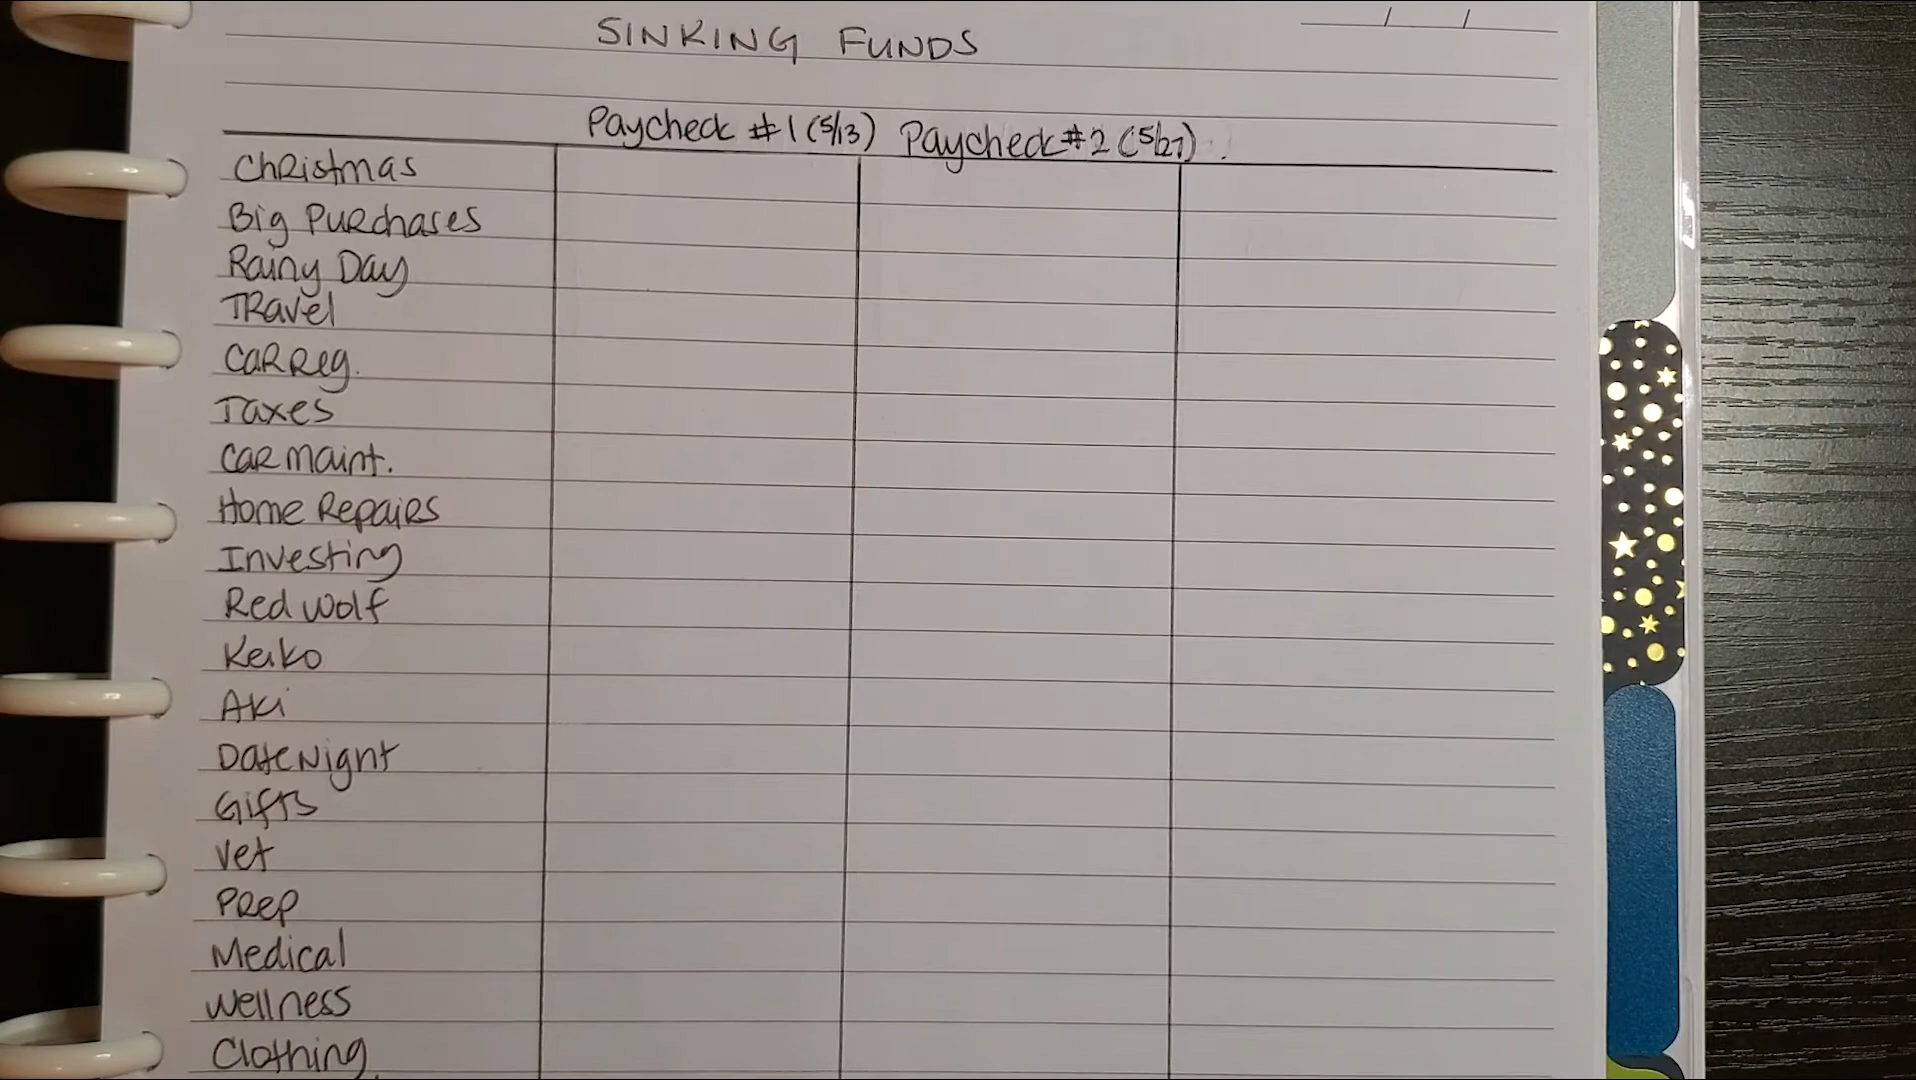 SINKING FUNDS
Paycheck #1 (5/13) Paycheck #2 (5/27)
Christmas
Big Purchases
Rainy Day
Travel
Car Reg.
Taxes
Car maint.
Home Repairs
Investing
Red Wolf
Keiko
Aki
Date Night
Gifts
Vet
Prep
Medical
Wellness
Clothing